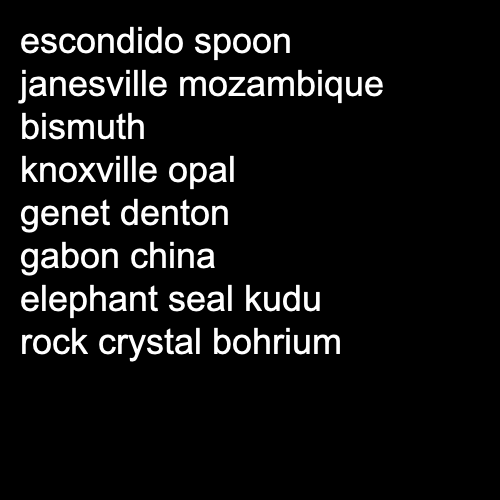 escondido spoon
janesville mozambique
bismuth
knoxville opal
genet denton
gabon china
elephant seal kudu
rock crystal bohrium